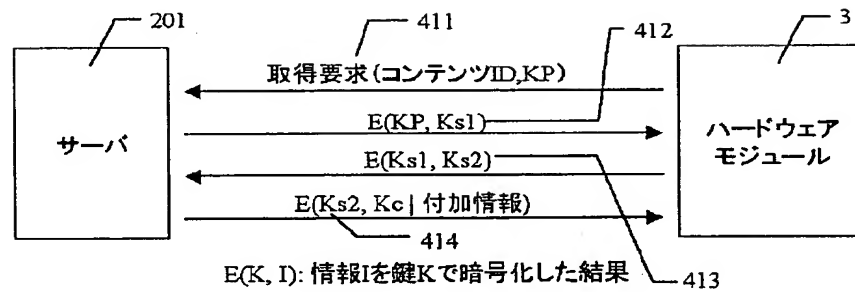 201
411
412
3
取得要求(コンテンツID,KP)
E(KP, Ks1)
サーバ
ハードウェア
モジュール
E(Ks1, Ks2)
E(Ks2, Kc | 付加情報)
414
E(K, I): 情報Iを鍵Kで暗号化した結果
413